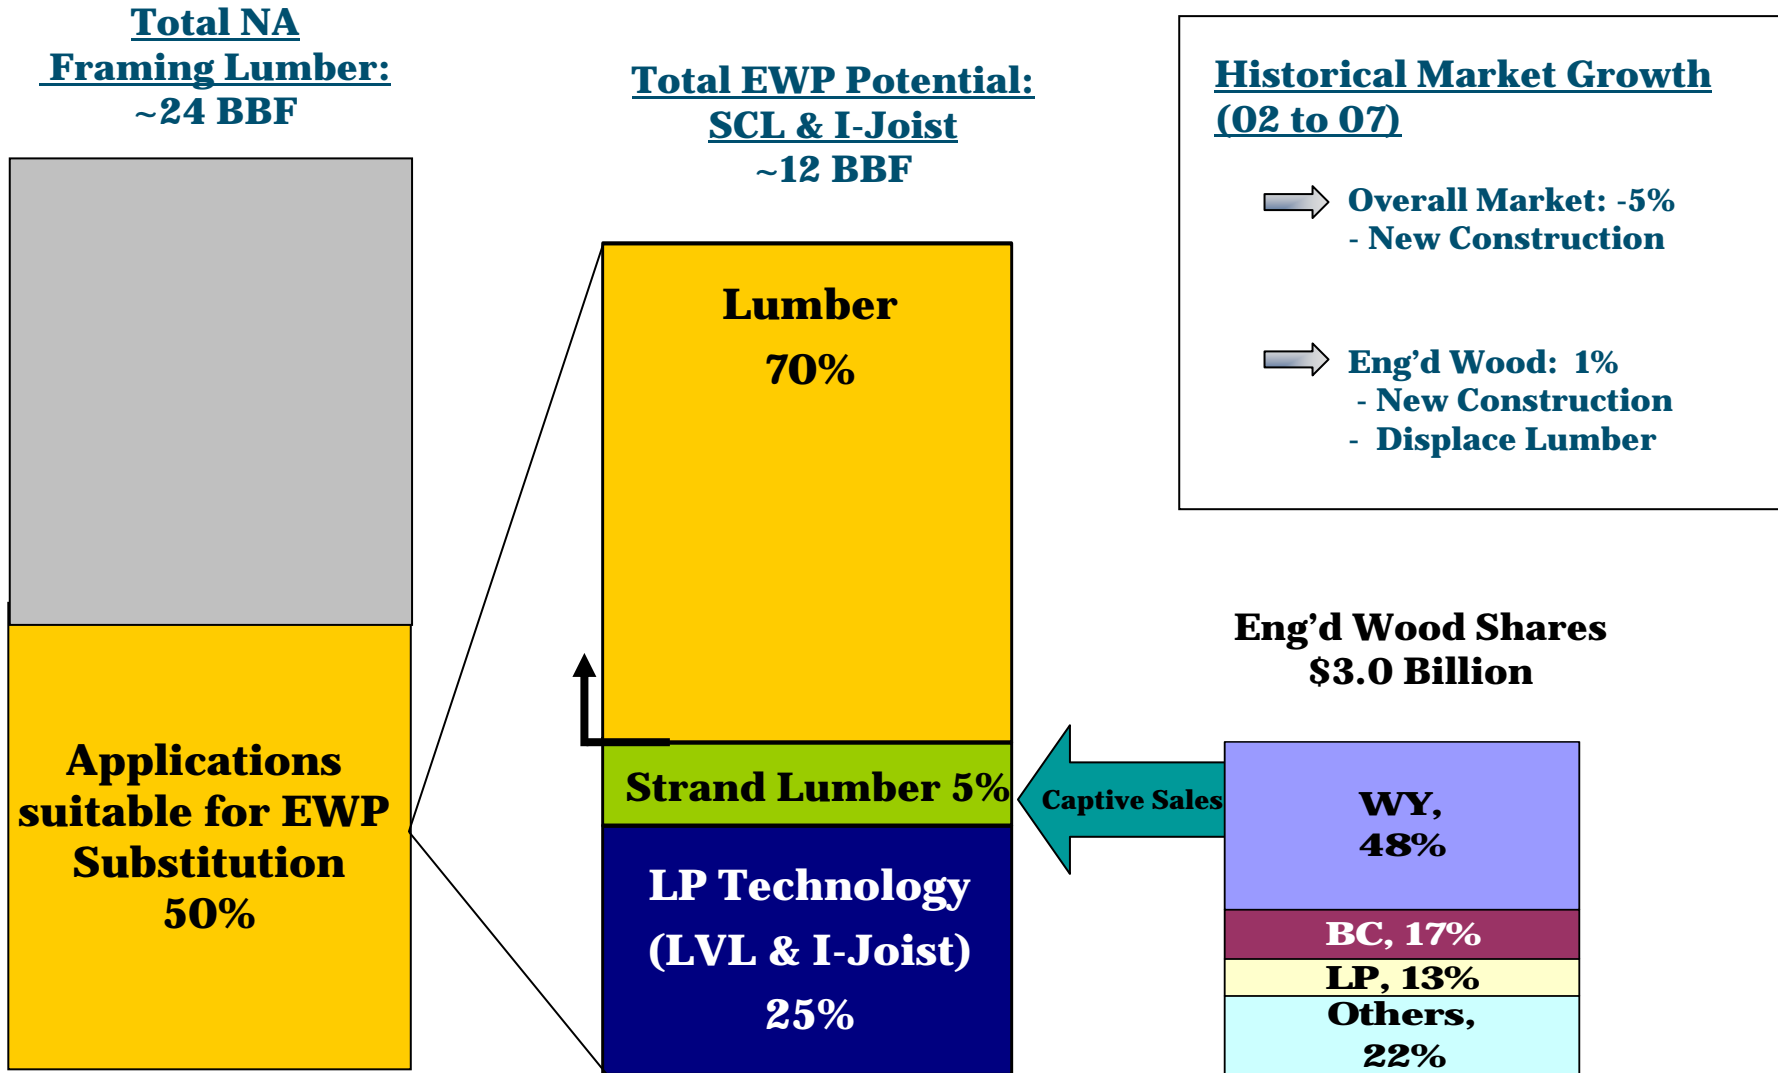 Total NA
Framing Lumber:
~24 BBF
Applications
suitable for EWP
Substitution
50%
Total EWP Potential:
SCL & I-Joist
~12 BBF
Lumber
70%
Strand Lumber 5%
LP Technology
(LVL & I-Joist)
25%
Historical Market Growth
(02 to 07)
Overall Market: -5%
- New Construction
Eng’d Wood:  1%
- New Construction
-  Displace Lumber
Eng’d Wood Shares
$3.0 Billion
Captive Sales
WY,
48%
BC, 17%
LP, 13%
Others,
22%